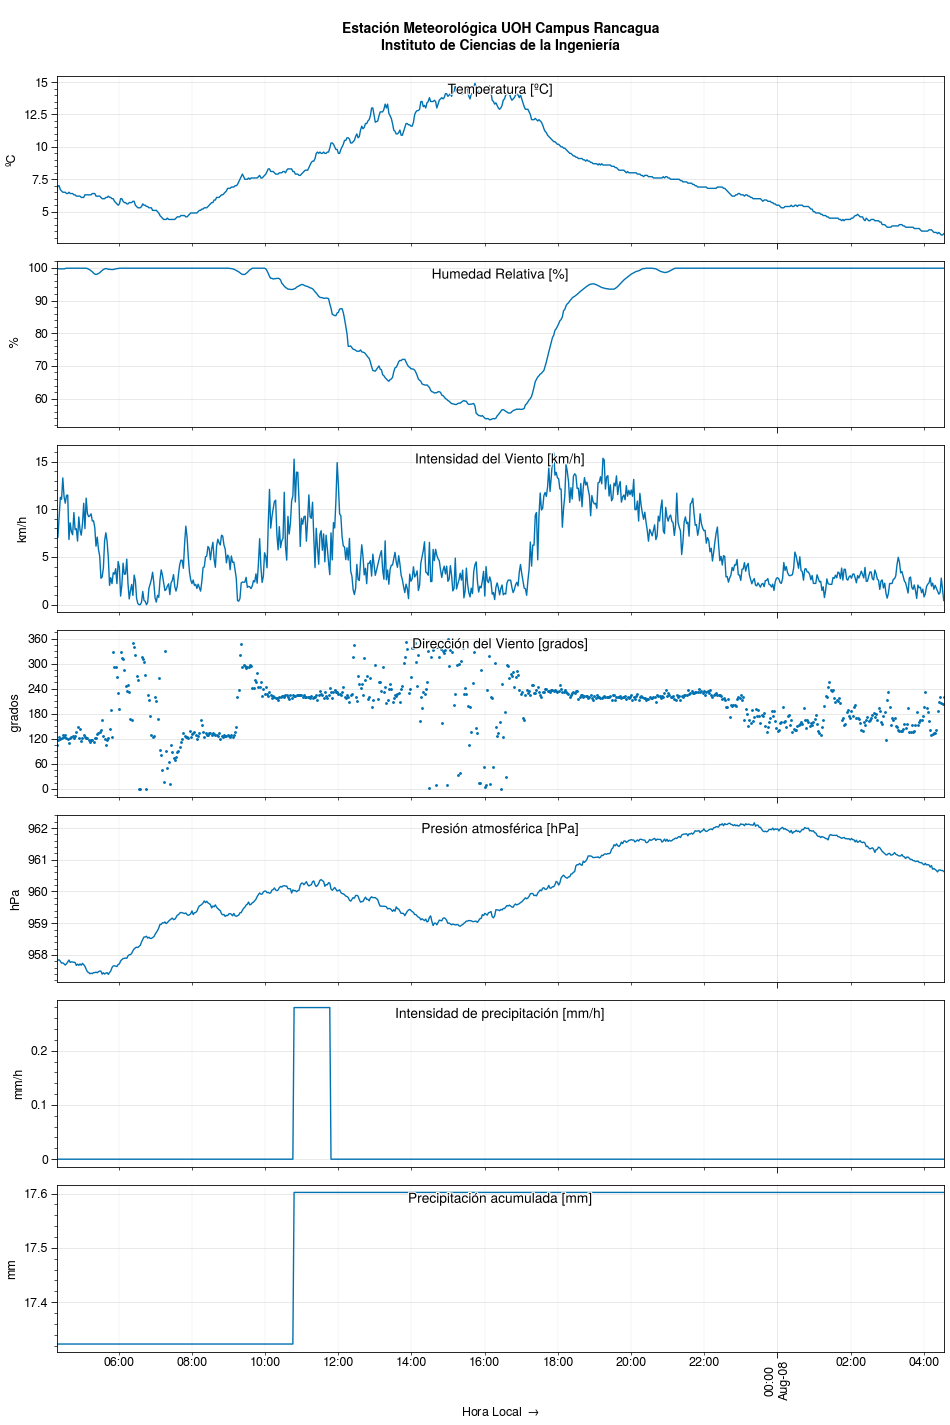 Estación Meteorológica UOH Campus Rancagua
Instituto de Ciencias de la Ingeniería
Temperatura [ºC]
15
12.5
10
7.5
5
ºC
Humedad Relativa [%]
100
90
80
70
60
%
Intensidad del Viento [km/h]
15
10
5
0
km/h
Dirección del Viento [grados]
360
300
240
180
120
60
0
grados
Presión atmosférica [hPa]
962
961
960
959
958
hPa
Intensidad de precipitación [mm/h]
0.2
0.1
0
mm/h
Precipitación acumulada [mm]
17.6
17.5
17.4
mm
06:00 08:00 10:00 12:00 14:00 16:00 18:00 20:00 22:00 00:00 02:00 04:00
Aug-08
Hora Local →